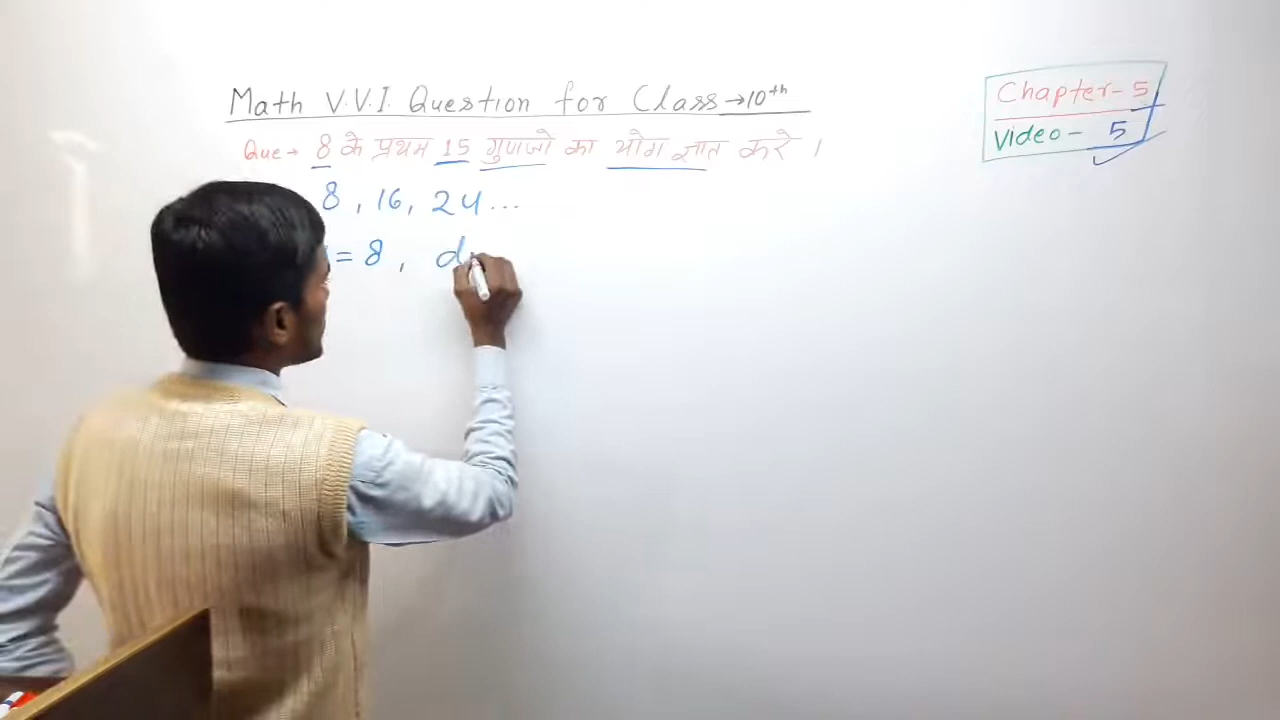 Math V.V.I. Question for Class→10th
Chapter-5
Video- 5
Que→ 8 के प्रथम 15 गुणजो का योग ज्ञात करे ।
8, 16, 24...
= 8, d